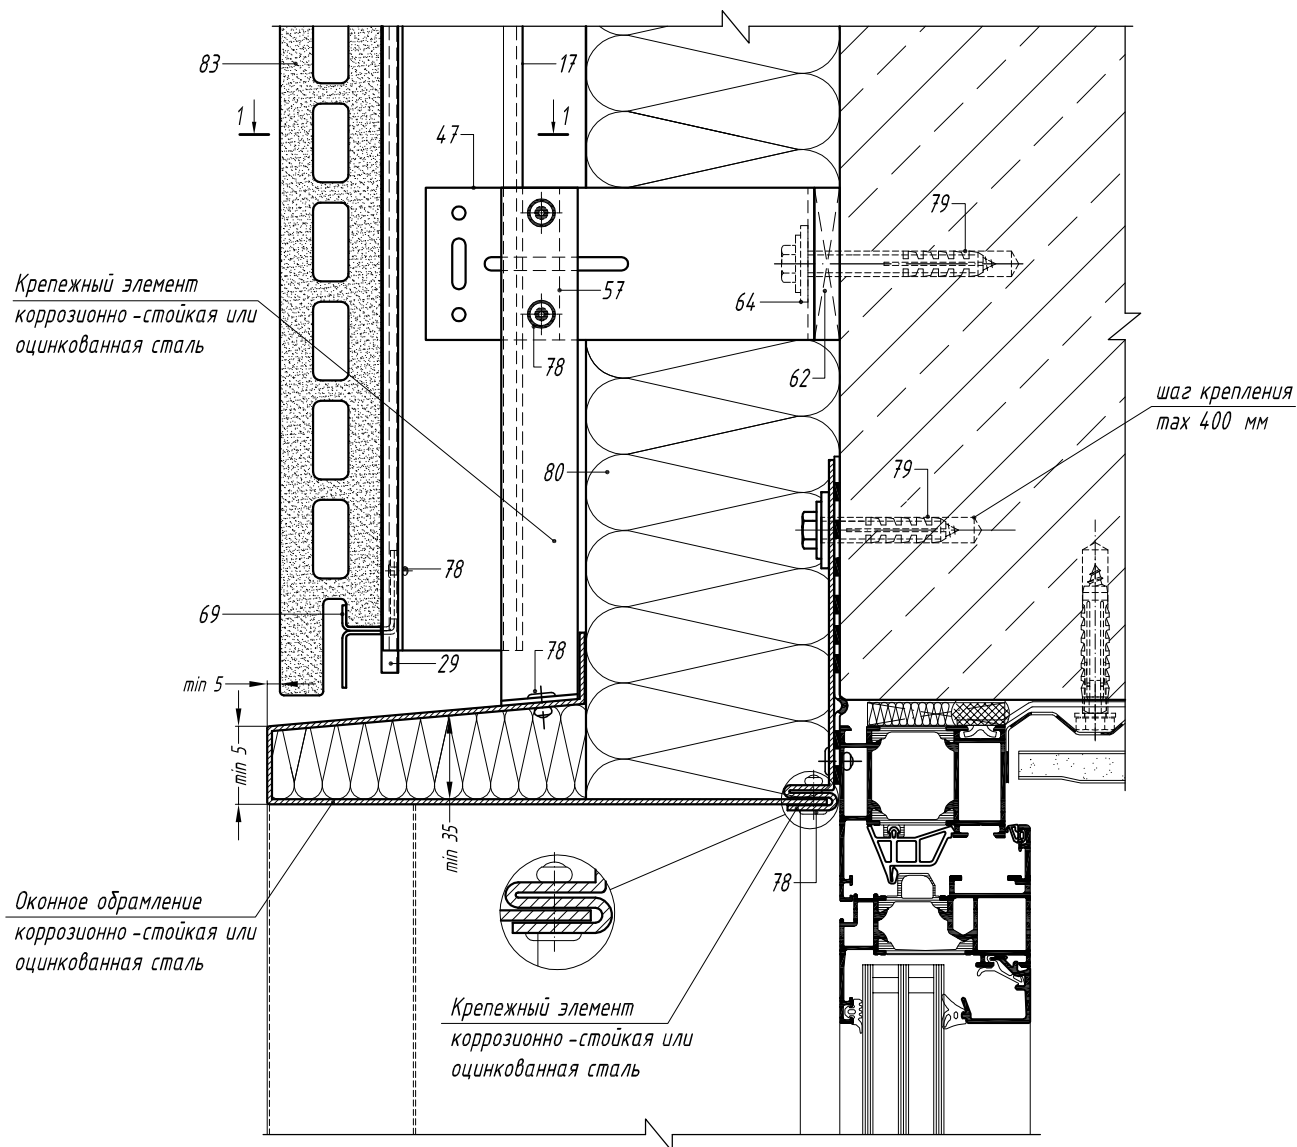 83
17
1
1
47
79
Крепежный элемент
коррозионно -стойкая или
оцинкованная сталь
57
64
78
62
шаг крепления
max 400 мм
80
79
78
69
78
29
min 5
min 5
min 35
78
Оконное обрамление
коррозионно -стойкая или
оцинкованная сталь
Крепежный элемент
коррозионно -стойкая или
оцинкованная сталь